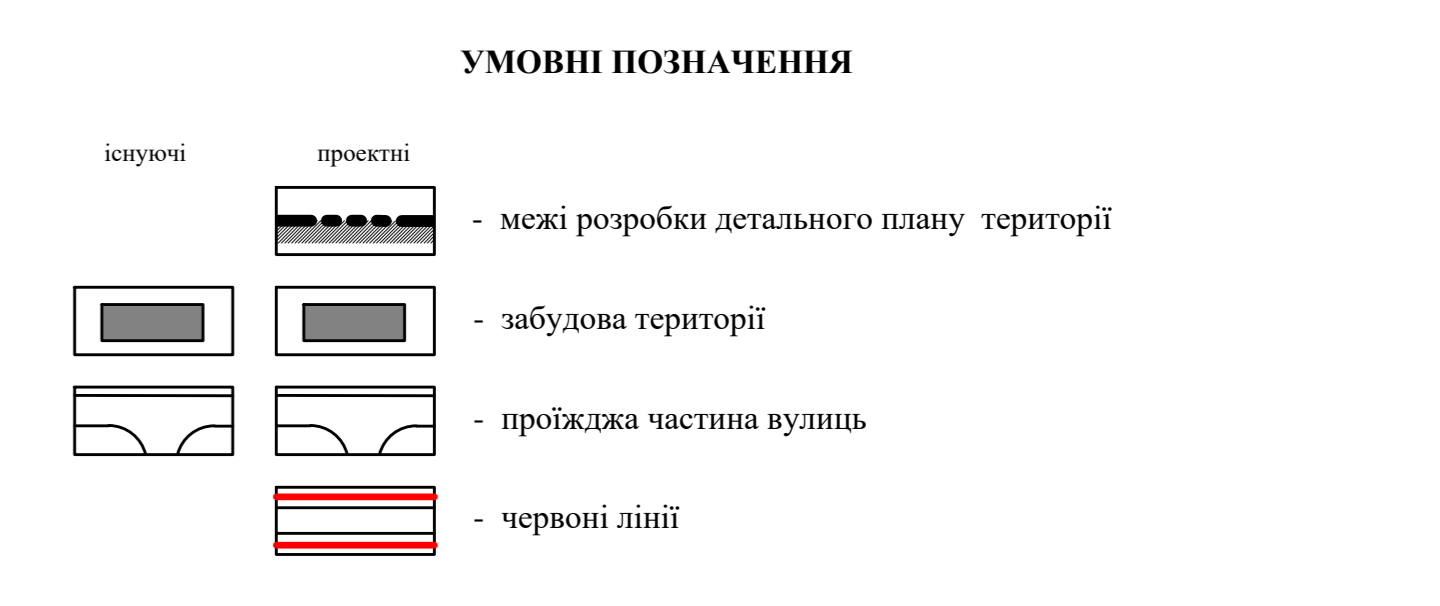 УМОВНІ ПОЗНАЧЕННЯ
існуючі проектні
- межі розробки детального плану території
- забудова території
- проїжджа частина вулиць
- червоні лінії